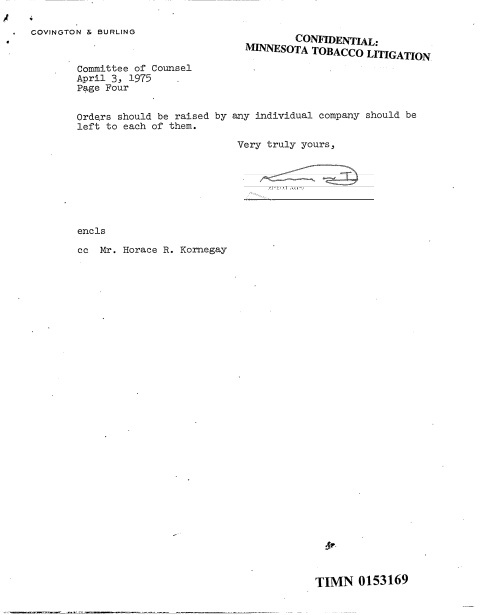 COVINGTON & BURLING
CONFIDENTIAL:
MINNESOTA TOBACCO LITIGATION
Committee of Counsel
April 3, 1975
Page Four
Orders should be raised by any individual company should be
left to each of them.
Very truly yours,
encls
cc Mr. Horace R. Kornegay
TIMN 0153169